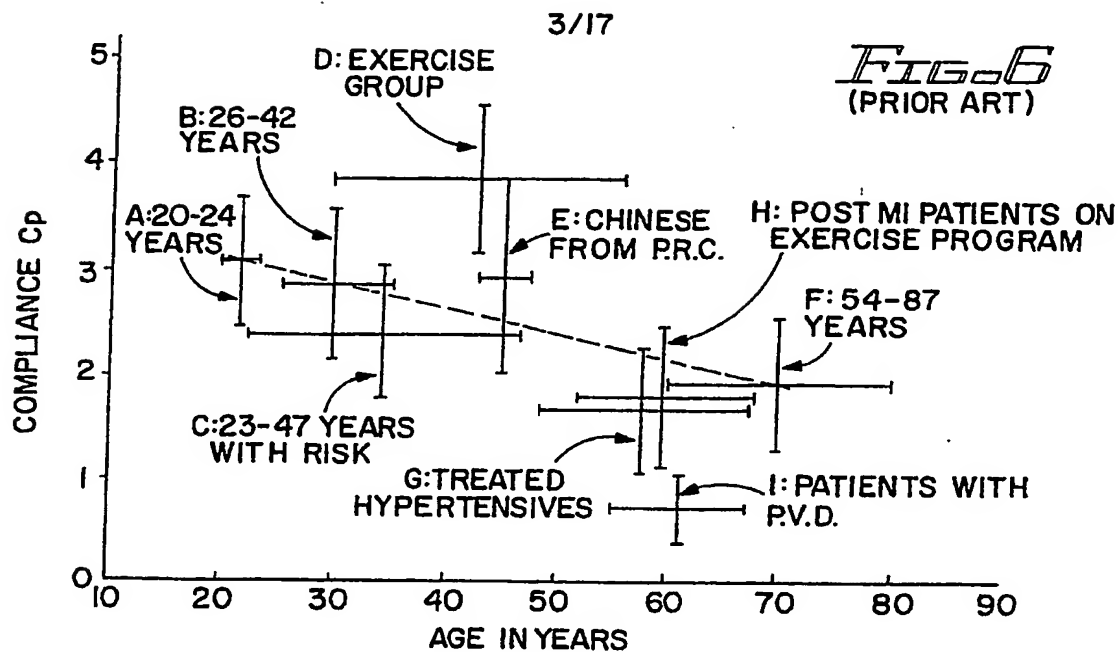 3/17
FIG.6
(PRIOR ART)
D: EXERCISE
GROUP
B:26-42
YEARS
A:20-24
YEARS
E: CHINESE
FROM P.R.C.
H: POST MI PATIENTS ON
EXERCISE PROGRAM
F: 54-87
YEARS
C:23-47 YEARS
WITH RISK
G:TREATED
HYPERTENSIVES
I: PATIENTS WITH
P.V.D.
COMPLIANCE Cp
5
4
3
2
1
0
10 20 30 40 50 60 70 80 90
AGE IN YEARS